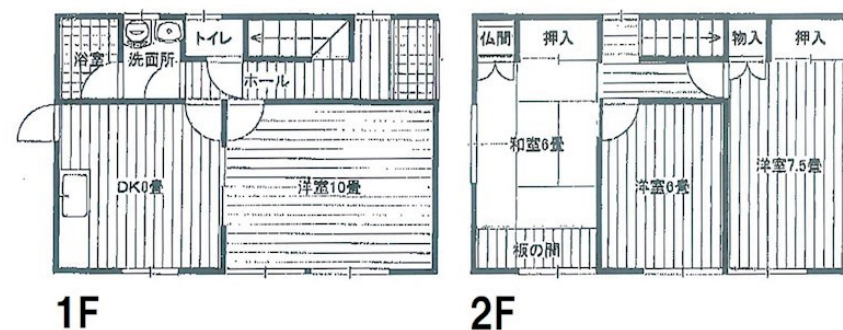 浴室
洗面所
トイレ
ホール
DK8畳
洋室10畳
1F
仏間
押入
物入
押入
和室6畳
洋室6畳
洋室7.5畳
板の間
2F